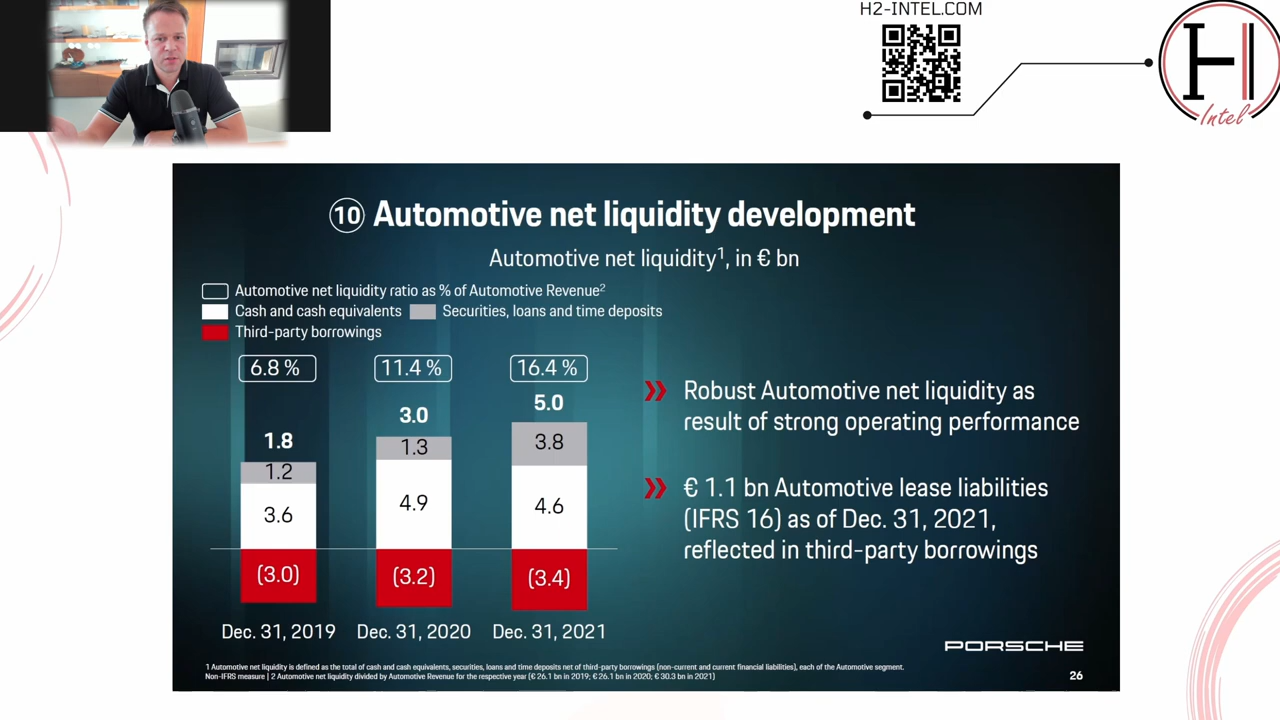 H2-INTEL.COM
H
Intel
10 Automotive net liquidity development
Automotive net liquidity1, in € bn
Automotive net liquidity ratio as % of Automotive Revenue2
Cash and cash equivalents Securities, loans and time deposits
Third-party borrowings
6.8 % 11.4 % 16.4 %
1.8 3.0 5.0
1.2 1.3 3.8
3.6 4.9 4.6
(3.0) (3.2) (3.4)
Dec. 31, 2019 Dec. 31, 2020 Dec. 31, 2021
Robust Automotive net liquidity as
result of strong operating performance
€ 1.1 bn Automotive lease liabilities
(IFRS 16) as of Dec. 31, 2021,
reflected in third-party borrowings
PORSCHE
1 Automotive net liquidity is defined as the total of cash and cash equivalents, securities, loans and time deposits net of third-party borrowings (non-current and current financial liabilities), each of the Automotive segment.
Non-IFRS measure | 2 Automotive net liquidity divided by Automotive Revenue for the respective year (€ 26.1 bn in 2019; € 26.1 bn in 2020; € 30.3 bn in 2021)
26